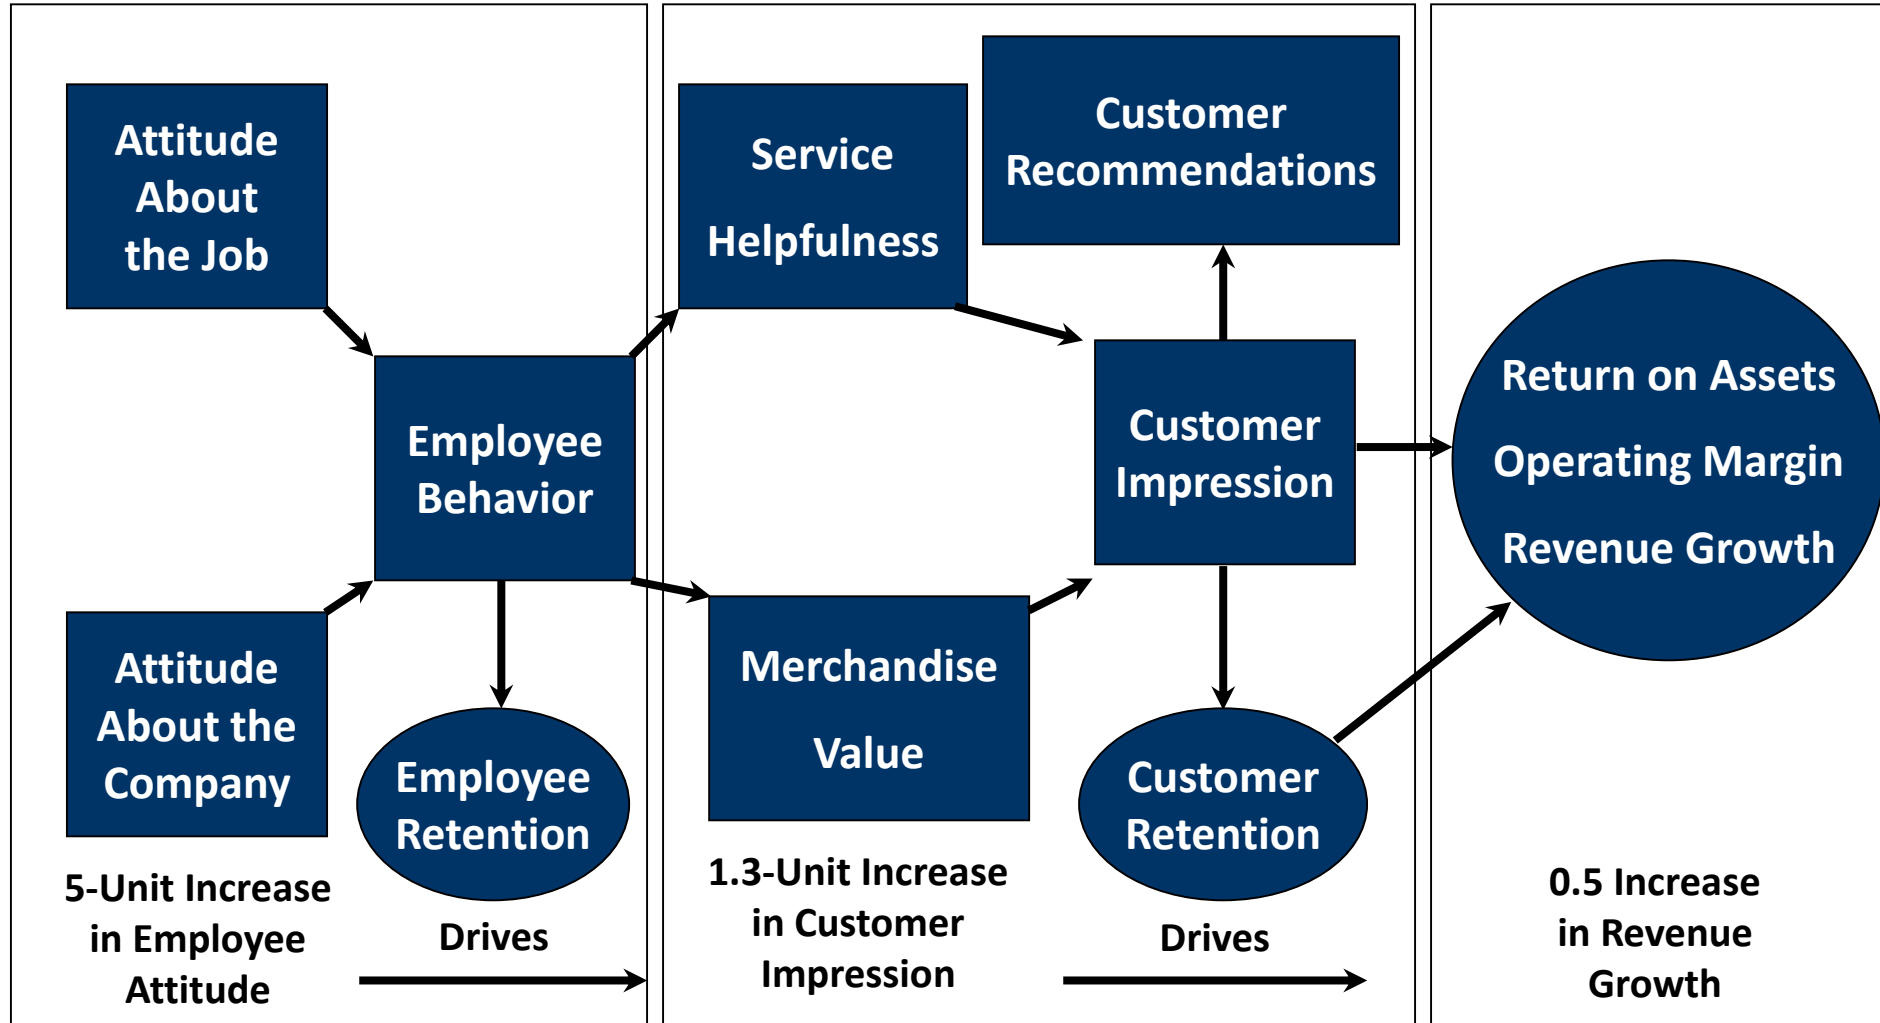 Attitude
About
the Job
Employee
Behavior
Attitude
About the
Company
Employee
Retention
5-Unit Increase
in Employee
Attitude
Drives
Service
Helpfulness
Customer
Recommendations
Customer
Impression
Merchandise
Value
Customer
Retention
1.3-Unit Increase
in Customer
Impression
Drives
Return on Assets
Operating Margin
Revenue Growth
0.5 Increase
in Revenue
Growth